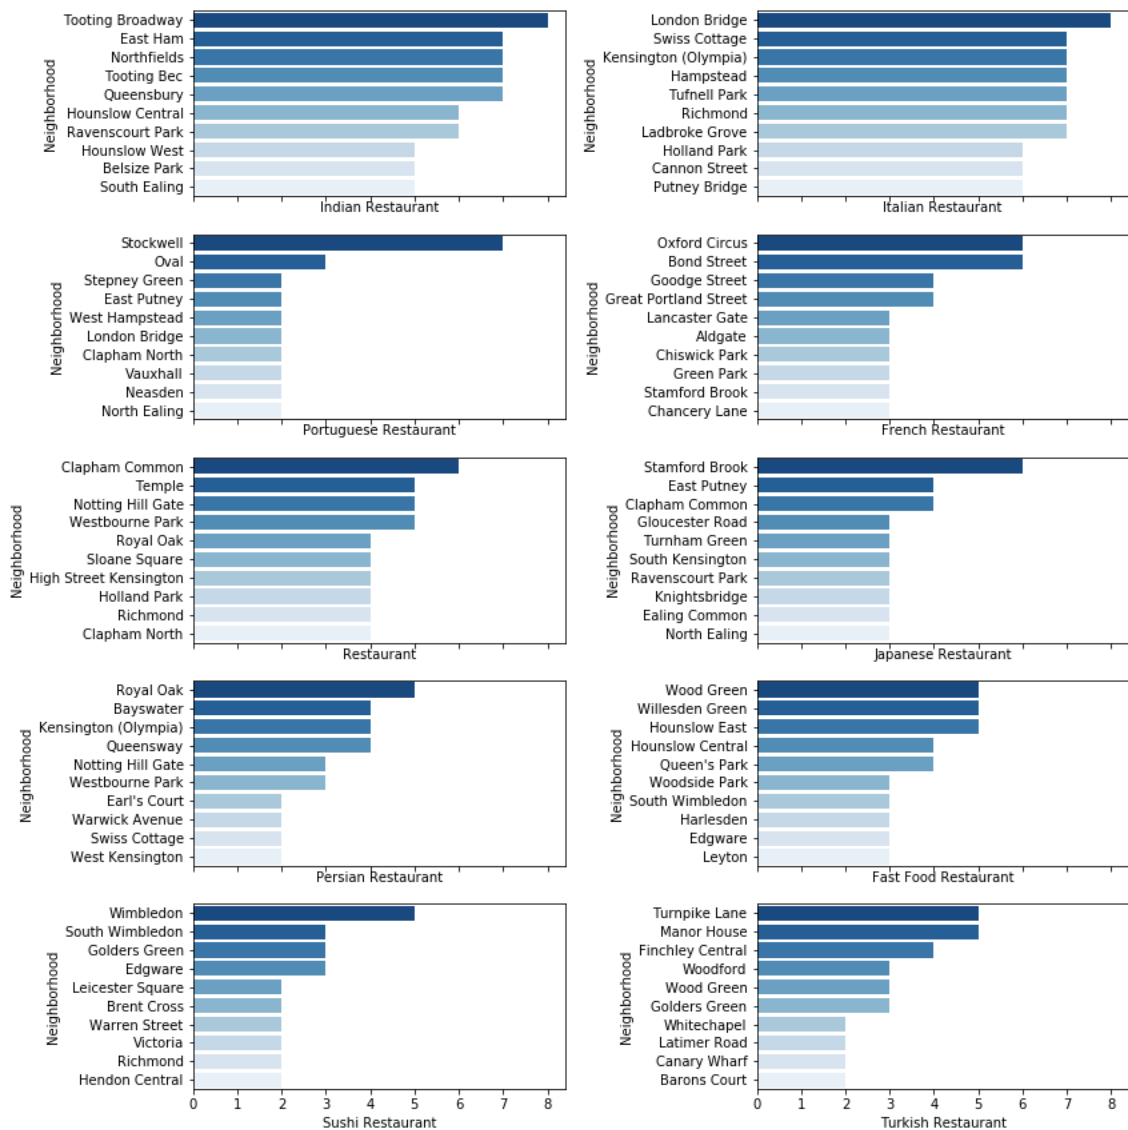 Neighborhood
Tooting Broadway
East Ham
Northfields
Tooting Bec
Queensbury
Hounslow Central
Ravenscourt Park
Hounslow West
Belsize Park
South Ealing
Indian Restaurant
Neighborhood
London Bridge
Swiss Cottage
Kensington (Olympia)
Hampstead
Tufnell Park
Richmond
Ladbroke Grove
Holland Park
Cannon Street
Putney Bridge
Italian Restaurant
Neighborhood
Stockwell
Oval
Stepney Green
East Putney
West Hampstead
London Bridge
Clapham North
Vauxhall
Neasden
North Ealing
Portuguese Restaurant
Neighborhood
Oxford Circus
Bond Street
Goodge Street
Great Portland Street
Lancaster Gate
Aldgate
Chiswick Park
Green Park
Stamford Brook
Chancery Lane
French Restaurant
Neighborhood
Clapham Common
Temple
Notting Hill Gate
Westbourne Park
Royal Oak
Sloane Square
High Street Kensington
Holland Park
Richmond
Clapham North
Restaurant
Neighborhood
Stamford Brook
East Putney
Clapham Common
Gloucester Road
Turnham Green
South Kensington
Ravenscourt Park
Knightsbridge
Ealing Common
North Ealing
Japanese Restaurant
Neighborhood
Royal Oak
Bayswater
Kensington (Olympia)
Queensway
Notting Hill Gate
Westbourne Park
Earl's Court
Warwick Avenue
Swiss Cottage
West Kensington
Persian Restaurant
Neighborhood
Wood Green
Willesden Green
Hounslow East
Hounslow Central
Queen's Park
Woodside Park
South Wimbledon
Harlesden
Edgware
Leyton
Fast Food Restaurant
Neighborhood
Wimbledon
South Wimbledon
Golders Green
Edgware
Leicester Square
Brent Cross
Warren Street
Victoria
Richmond
Hendon Central
0 1 2 3 4 5 6 7 8
Sushi Restaurant
Neighborhood
Turnpike Lane
Manor House
Finchley Central
Woodford
Wood Green
Golders Green
Whitechapel
Latimer Road
Canary Wharf
Barons Court
0 1 2 3 4 5 6 7 8
Turkish Restaurant